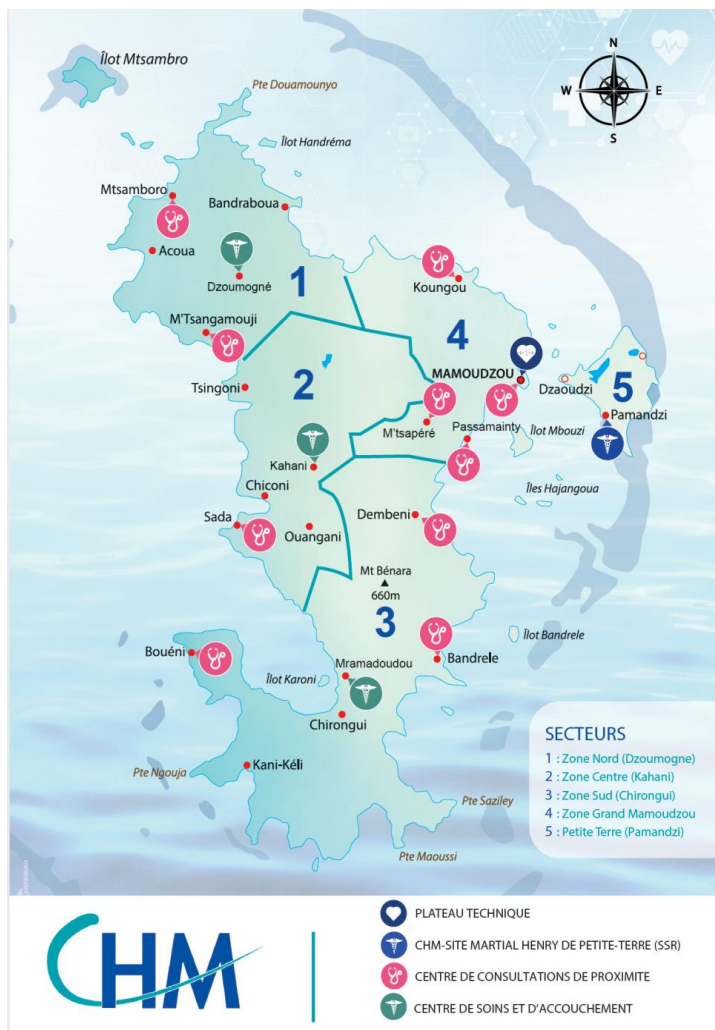 Îlot Mtsambro
N
W
E
S
Pte Douamounyo
Îlot Handréma
Mtsamboro
Bandraboua
Acoua
Dzoumogné
1
Koungou
M'Tsangamouji
4
2
MAMOUDZOU
Tsingoni
Dzaoudzi
5
Pamandzi
M'tsapéré
Passamainty
Îlot Mbouzi
Kahani
Chiconi
Îles Hajangoua
Sada
Ouangani
Dembeni
Mt Bénara
660m
3
Îlot Bandrele
Bouéni
Bandrele
Îlot Karoni
Mramadoudou
Chirongui
Kani-Kéli
Pte Ngouja
Pte Saziley
Pte Maoussi
SECTEURS
1 : Zone Nord (Dzoumogne)
2 : Zone Centre (Kahani)
3 : Zone Sud (Chirongui)
4 : Zone Grand Mamoudzou
5 : Petite Terre (Pamandzi)
CHM
PLATEAU TECHNIQUE
CHM-SITE MARTIAL HENRY DE PETITE-TERRE (SSR)
CENTRE DE CONSULTATIONS DE PROXIMITE
CENTRE DE SOINS ET D'ACCOUCHEMENT